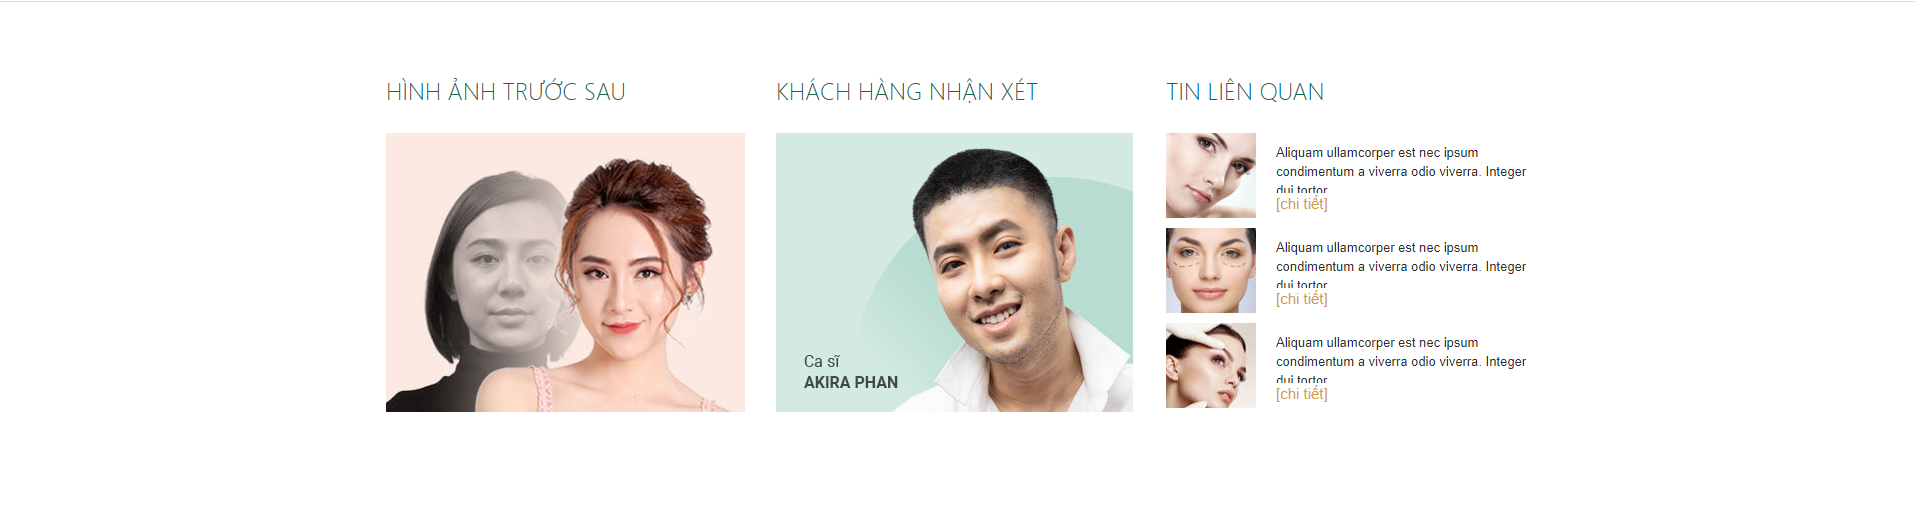 HÌNH ẢNH TRƯỚC SAU
KHÁCH HÀNG NHẬN XÉT
Ca sĩ
AKIRA PHAN
TIN LIÊN QUAN
Aliquam ullamcorper est nec ipsum
condimentum a viverra odio viverra. Integer
dui tortor
[chi tiết]
Aliquam ullamcorper est nec ipsum
condimentum a viverra odio viverra. Integer
dui tortor
[chi tiết]
Aliquam ullamcorper est nec ipsum
condimentum a viverra odio viverra. Integer
dui tortor
[chi tiết]